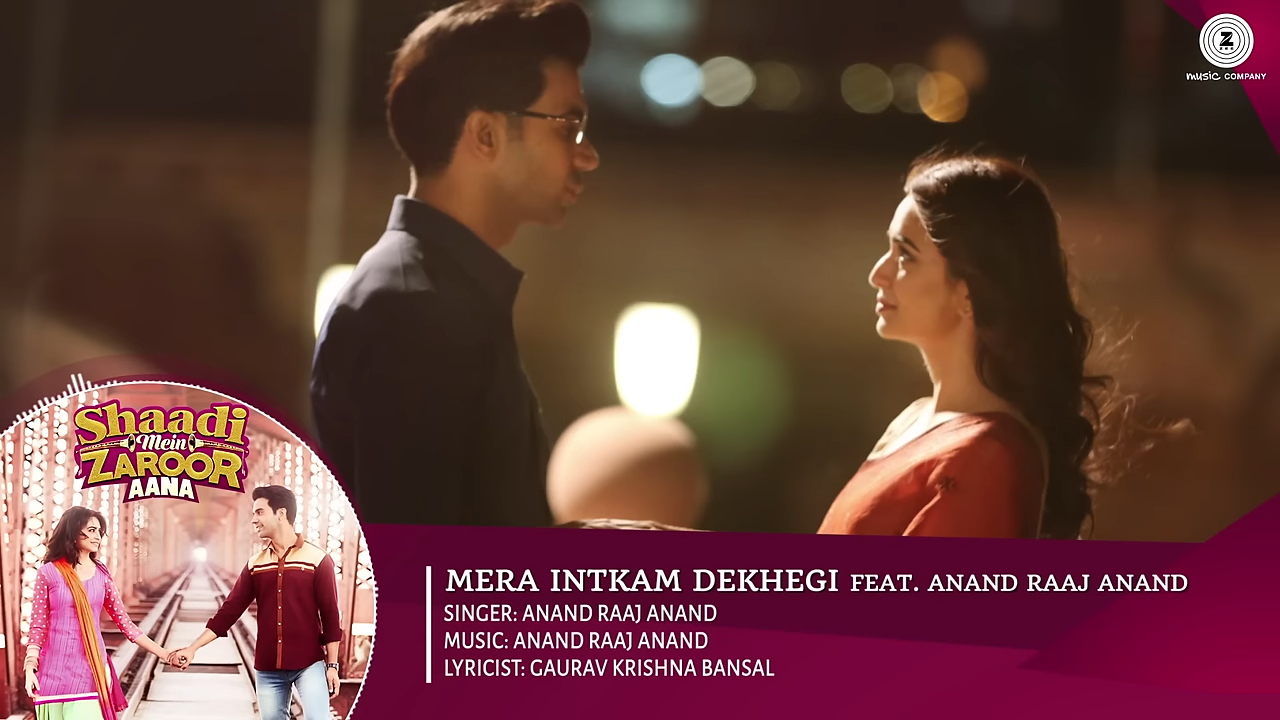 Z
ZEE
music COMPANY
Shaadi
Mein
ZAROOR
AANA
MERA INTKAM DEKHEGI FEAT. ANAND RAAJ ANAND
SINGER: ANAND RAAJ ANAND
MUSIC: ANAND RAAJ ANAND
LYRICIST: GAURAV KRISHNA BANSAL